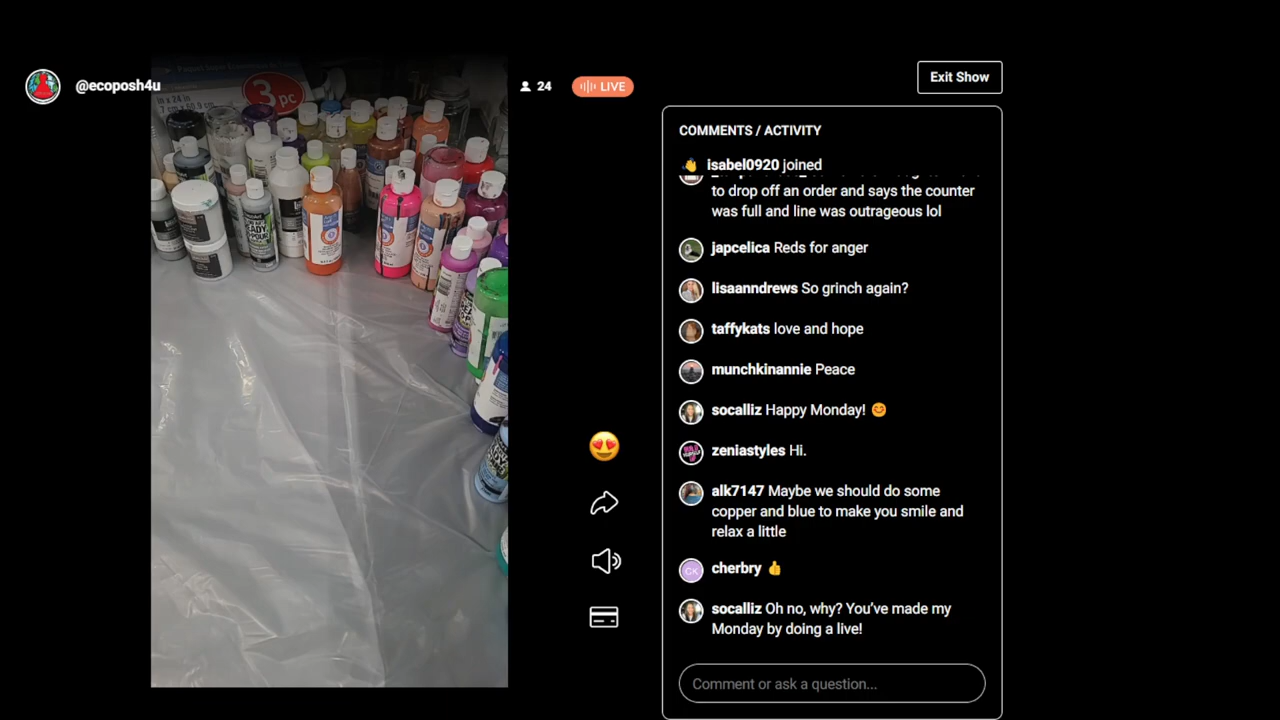 @ecoposh4u
24
LIVE
Exit Show
3
pc
COMMENTS / ACTIVITY
isabel0920 joined
to drop off an order and says the counter
was full and line was outrageous lol
japcelica Reds for anger
lisaanndrews So grinch again?
taffykats love and hope
munchkinannie Peace
socalliz Happy Monday! 😊
zeniastyles Hi.
alk7147 Maybe we should do some
copper and blue to make you smile and
relax a little
CK
cherbry 👍
socalliz Oh no, why? You’ve made my
Monday by doing a live!
Comment or ask a question...